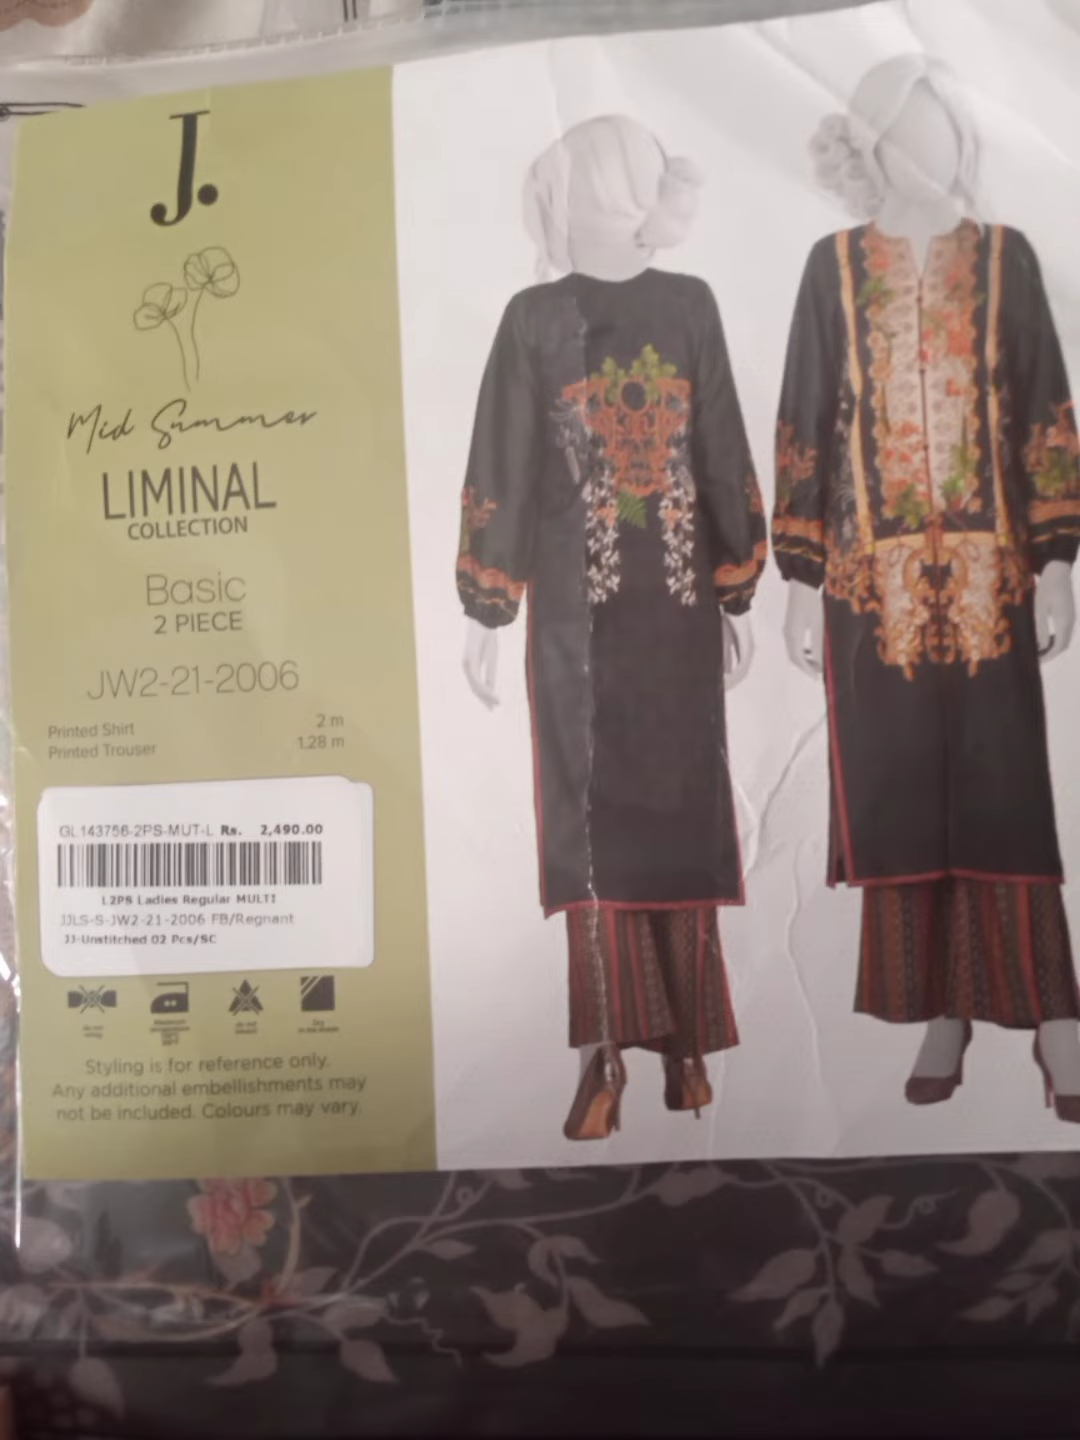 J.
Mid Summer
LIMINAL
COLLECTION
Basic
2 PIECE
JW2-21-2006
Printed Shirt 2 m
Printed Trouser 1.28 m
GL143756-2PS-MUT-L Rs. 2,490.00
L2PS Ladies Regular MULTI
JJLS-S-JW2-21-2006 FB/Regnant
JJ-Unstitched 02 Pcs/SC
Styling is for reference only.
Any additional embellishments may
not be included. Colours may vary.